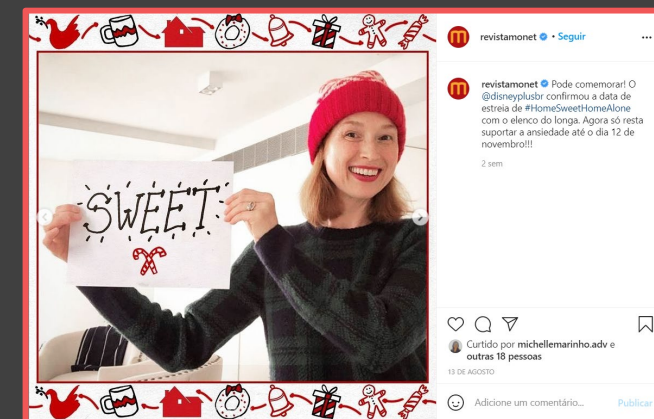 SWEET
revistamonet • Seguir
...
revistamonet Pode comemorar! O
@disneyplusbr confirmou a data de
estreia de #HomeSweetHomeAlone
com o elenco do longa. Agora só resta
suportar a ansiedade até o dia 12 de
novembro!!!
2 sem
Curtido por michellemarinho.adv e
outras 18 pessoas
13 DE AGOSTO
Adicione um comentário... Publicar